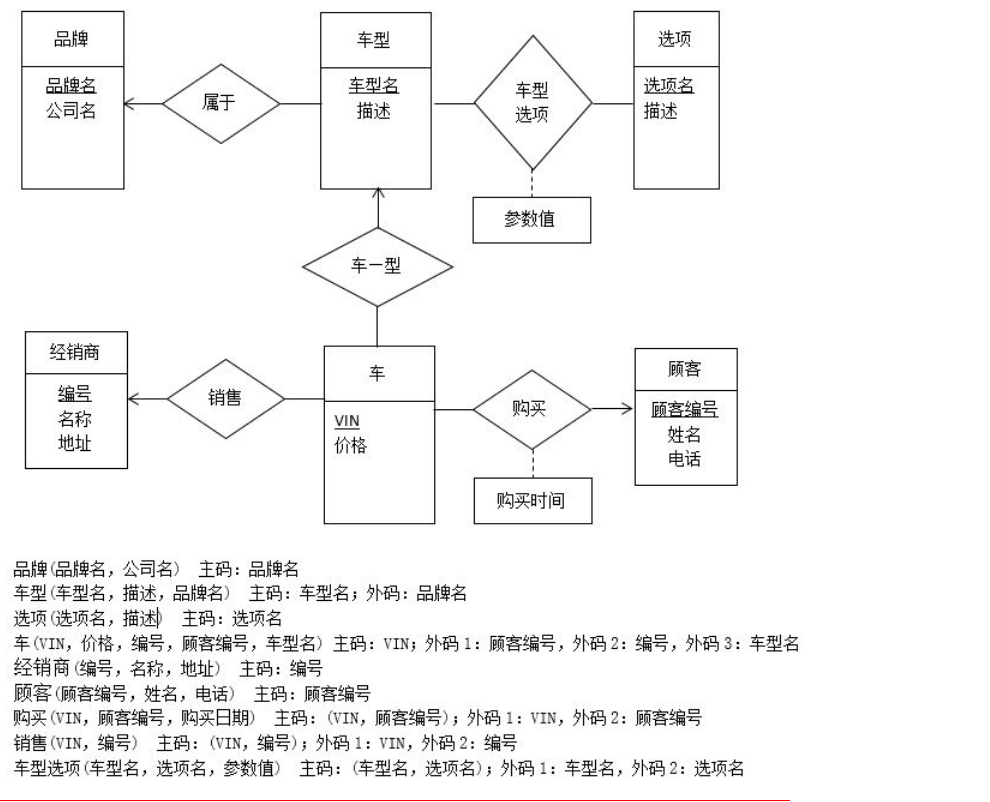 品牌
品牌名
公司名
属于
车型
车型名
描述
车型
选项
参数值
选项
选项名
描述
车一型
经销商
编号
名称
地址
销售
车
VIN
价格
购买
购买时间
顾客
顾客编号
姓名
电话
品牌(品牌名，公司名) 主码：品牌名
车型(车型名，描述，品牌名) 主码：车型名；外码：品牌名
选项(选项名，描述) 主码：选项名
车(VIN，价格，编号，顾客编号，车型名) 主码：VIN；外码1：顾客编号，外码2：编号，外码3：车型名
经销商(编号，名称，地址) 主码：编号
顾客(顾客编号，姓名，电话) 主码：顾客编号
购买(VIN，顾客编号，购买日期) 主码：(VIN，顾客编号)；外码1：VIN，外码2：顾客编号
销售(VIN，编号) 主码：(VIN，编号)；外码1：VIN，外码2：编号
车型选项(车型名，选项名，参数值) 主码：(车型名，选项名)；外码1：车型名，外码2：选项名